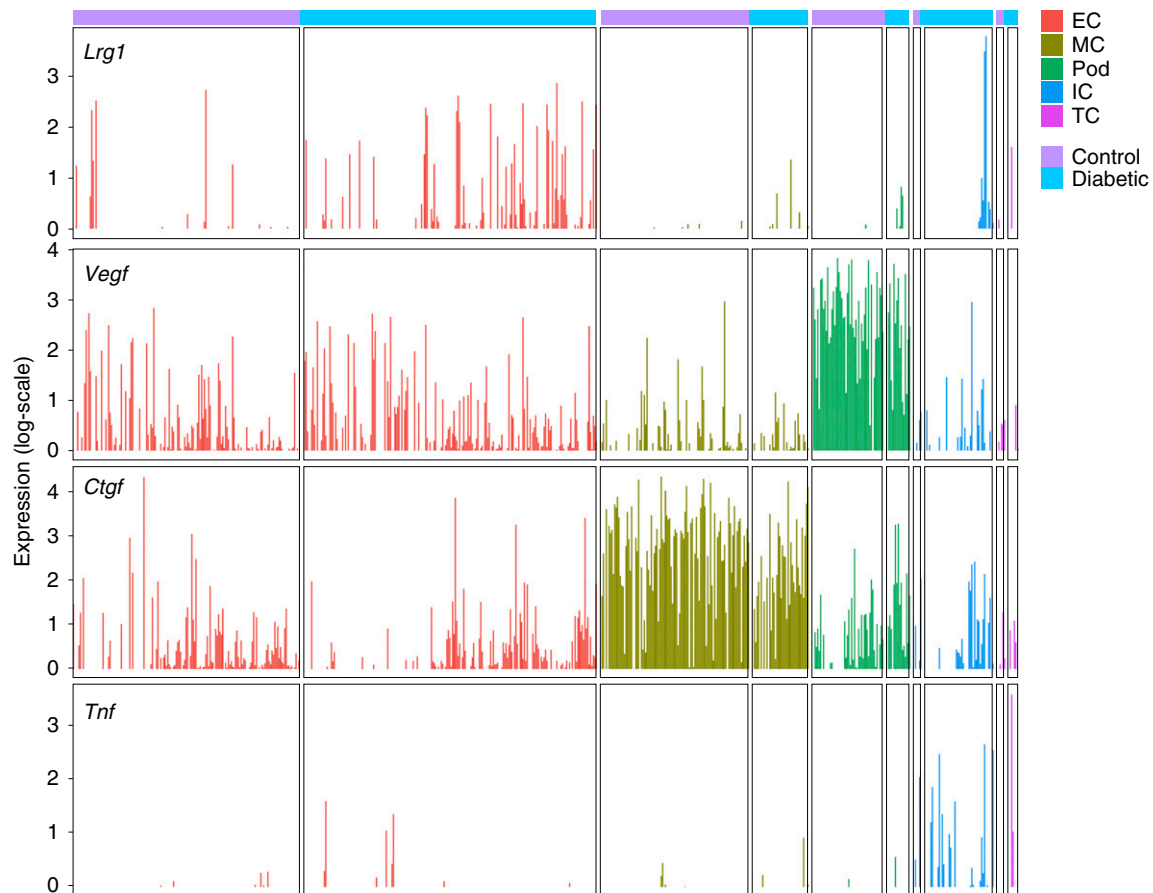 EC
MC
Pod
IC
TC
Control
Diabetic
Expression (log-scale)
Lrg1
3
2
1
0
Vegf
4
3
2
1
0
Ctgf
4
3
2
1
0
Tnf
3
2
1
0